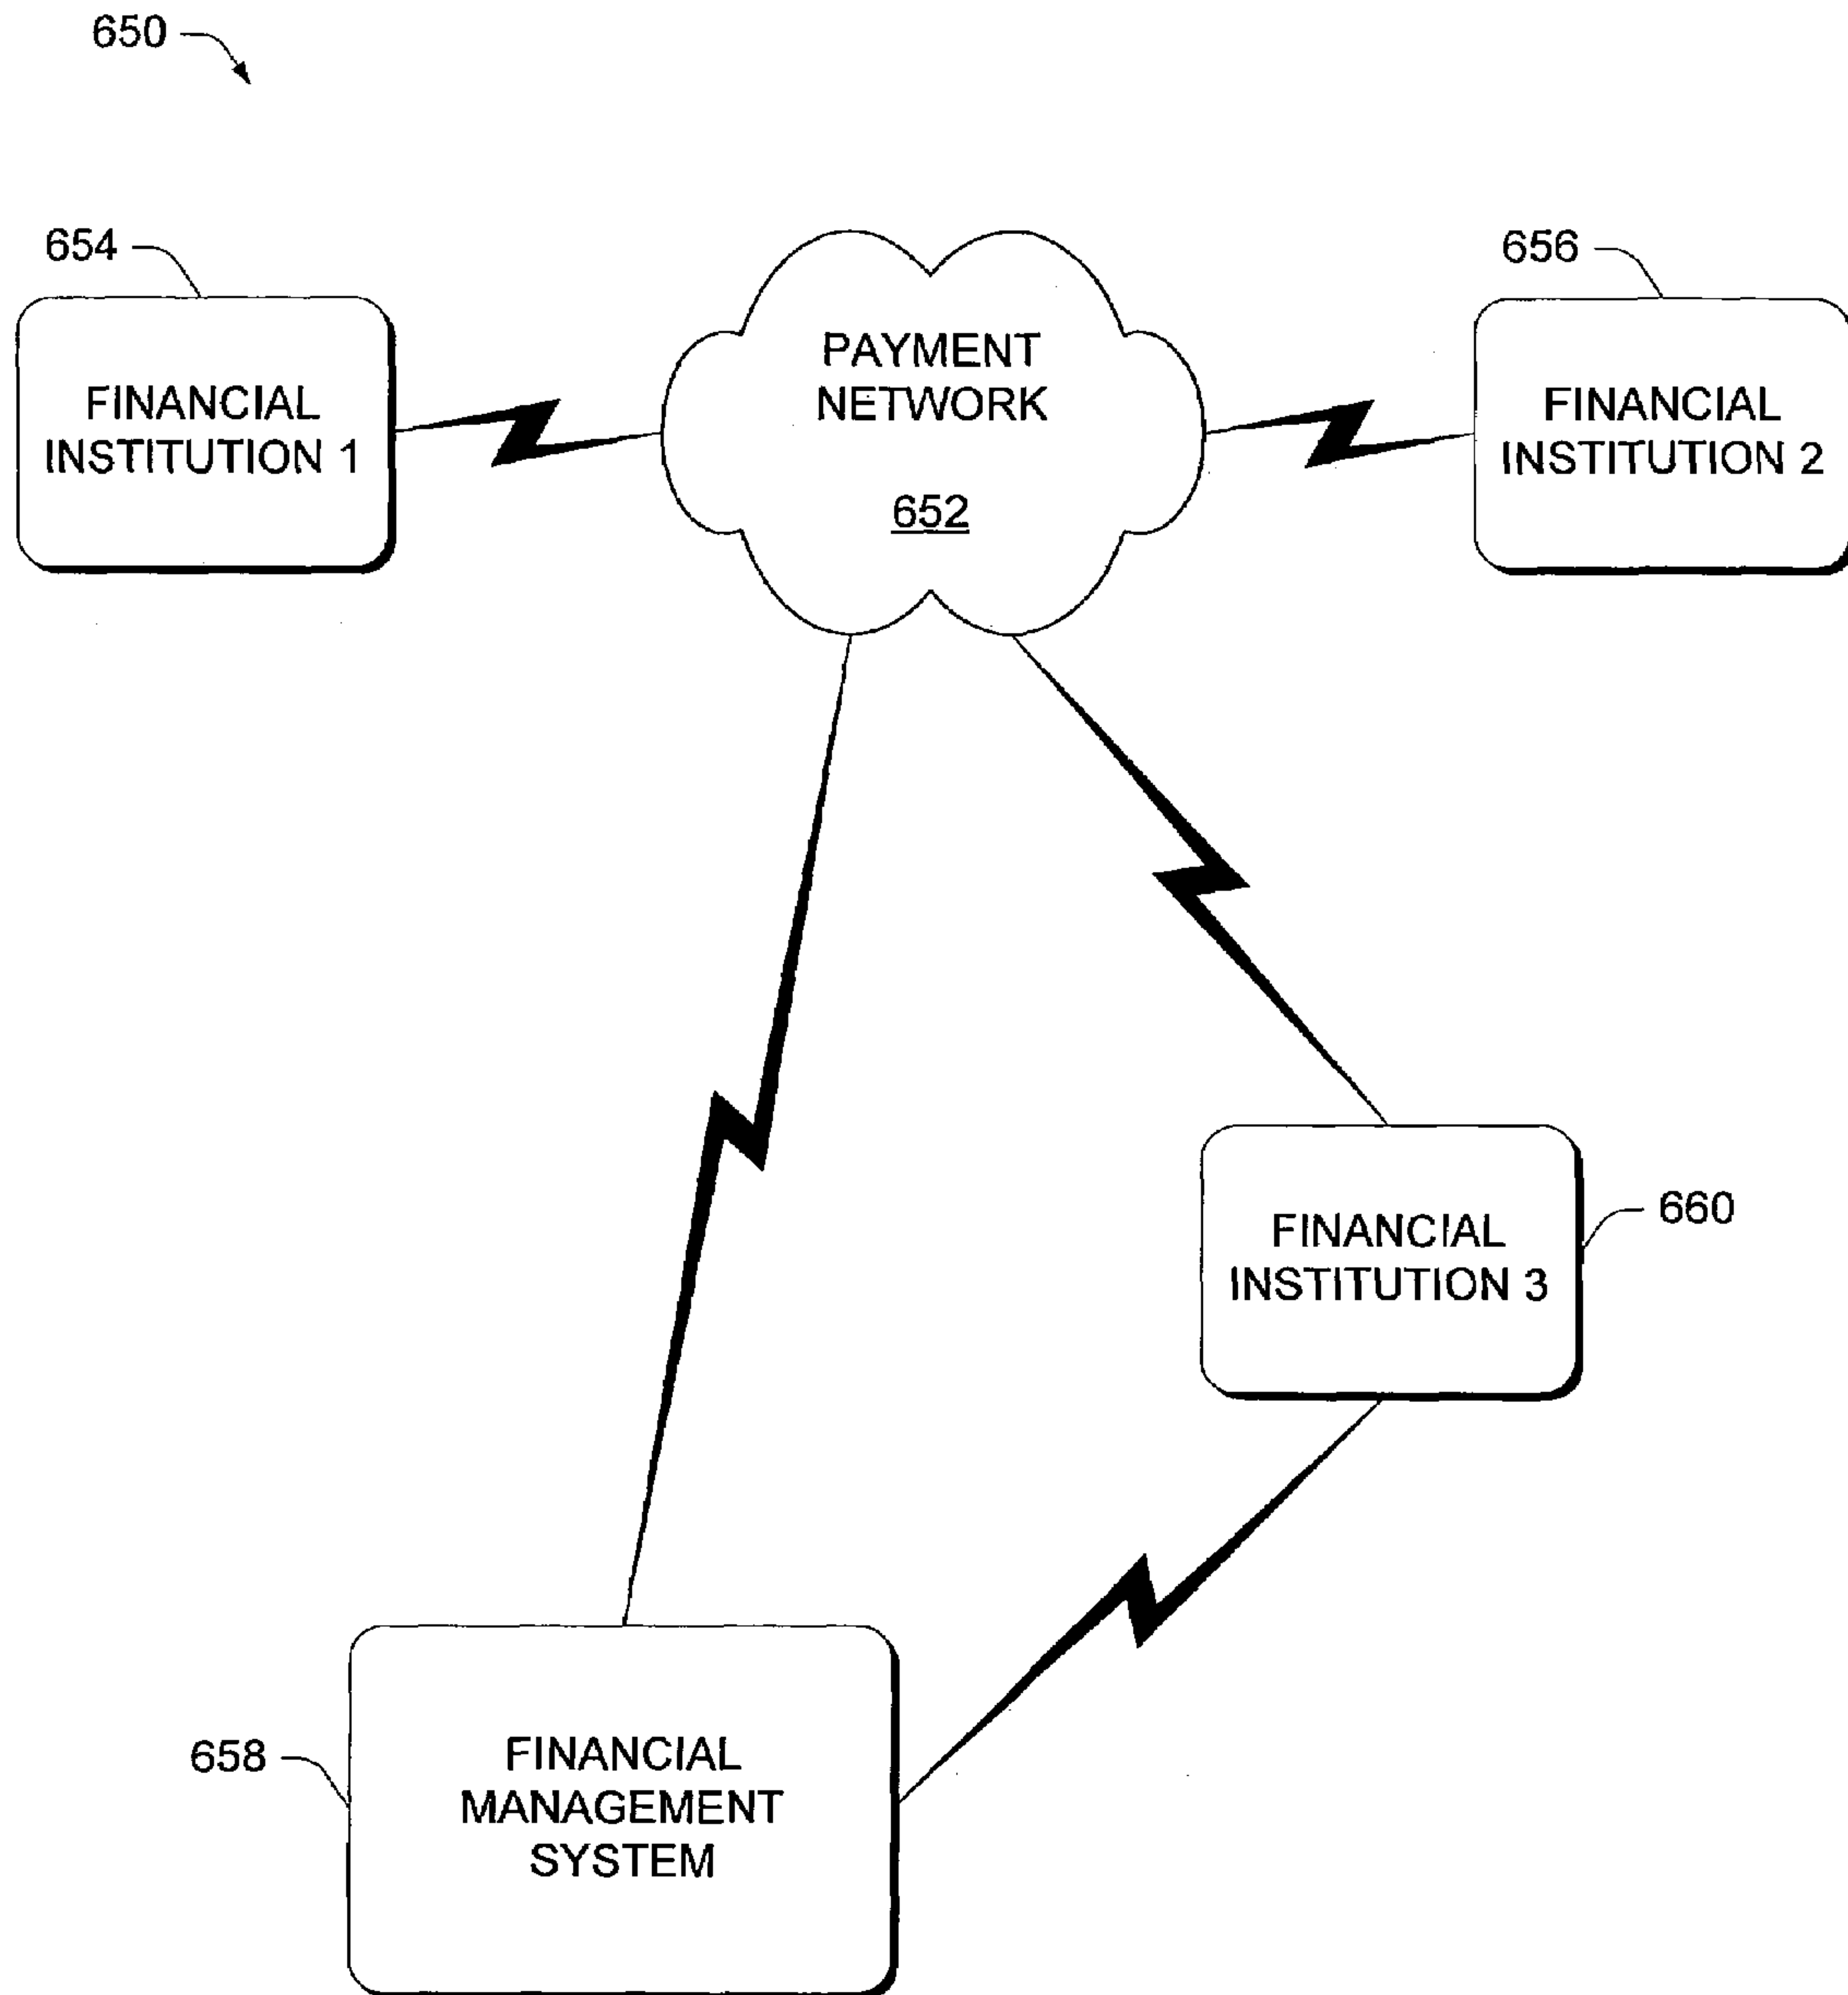 650
654
656
PAYMENT
NETWORK
652
FINANCIAL
INSTITUTION 1
FINANCIAL
INSTITUTION 2
FINANCIAL
INSTITUTION 3
660
658
FINANCIAL
MANAGEMENT
SYSTEM